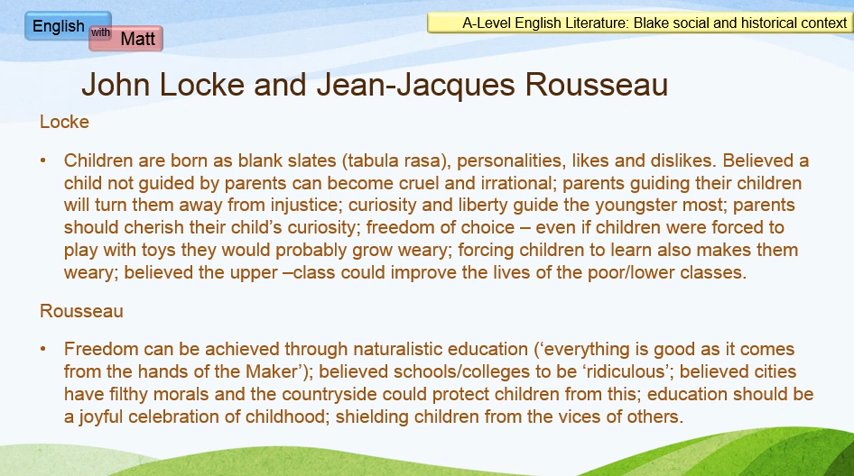 English with Matt
A-Level English Literature: Blake social and historical context
John Locke and Jean-Jacques Rousseau
Locke
• Children are born as blank slates (tabula rasa), personalities, likes and dislikes. Believed a
child not guided by parents can become cruel and irrational; parents guiding their children
will turn them away from injustice; curiosity and liberty guide the youngster most; parents
should cherish their child’s curiosity; freedom of choice – even if children were forced to
play with toys they would probably grow weary; forcing children to learn also makes them
weary; believed the upper –class could improve the lives of the poor/lower classes.
Rousseau
• Freedom can be achieved through naturalistic education (‘everything is good as it comes
from the hands of the Maker’); believed schools/colleges to be ‘ridiculous’; believed cities
have filthy morals and the countryside could protect children from this; education should be
a joyful celebration of childhood; shielding children from the vices of others.